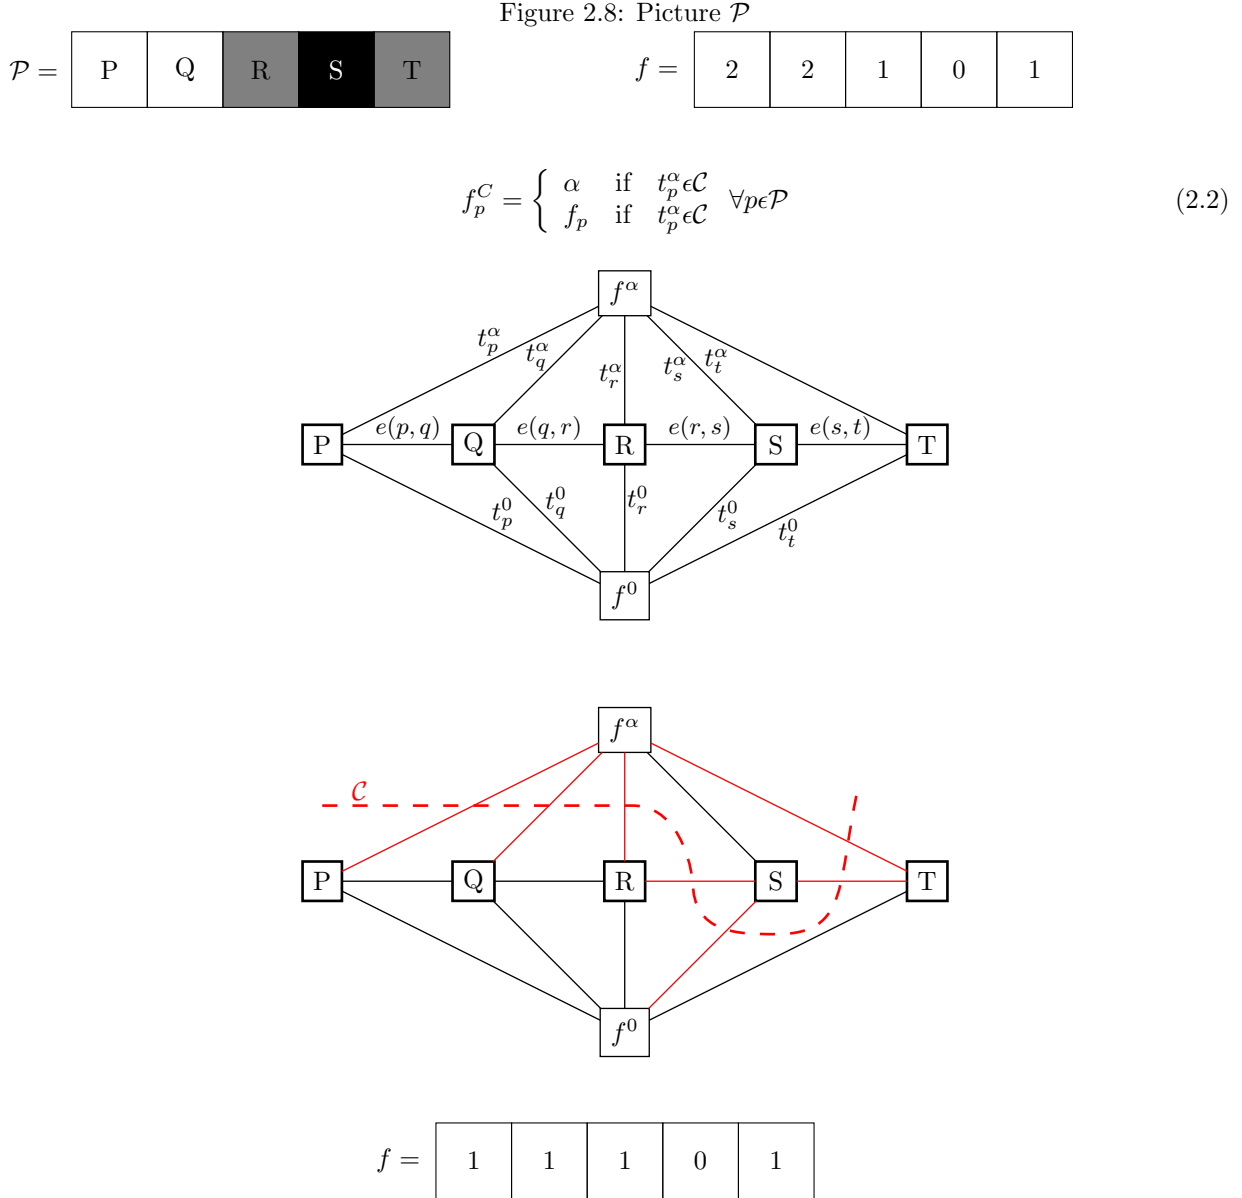 Figure 2.8: Picture 𝒫
𝒫 = P Q R S T
f = 2 2 1 0 1
f_p^C = { α if t_p^α ϵ 𝒞
f_p if t_p^α ϵ 𝒞 ∀pϵ𝒫 (2.2)
f^α
t_p^α t_q^α t_r^α t_s^α t_t^α
e(p, q) e(q, r) e(r, s) e(s, t)
P Q R S T
t_p^0 t_q^0 t_r^0 t_s^0 t_t^0
f^0
f^α
𝒞
P Q R S T
f^0
f = 1 1 1 0 1